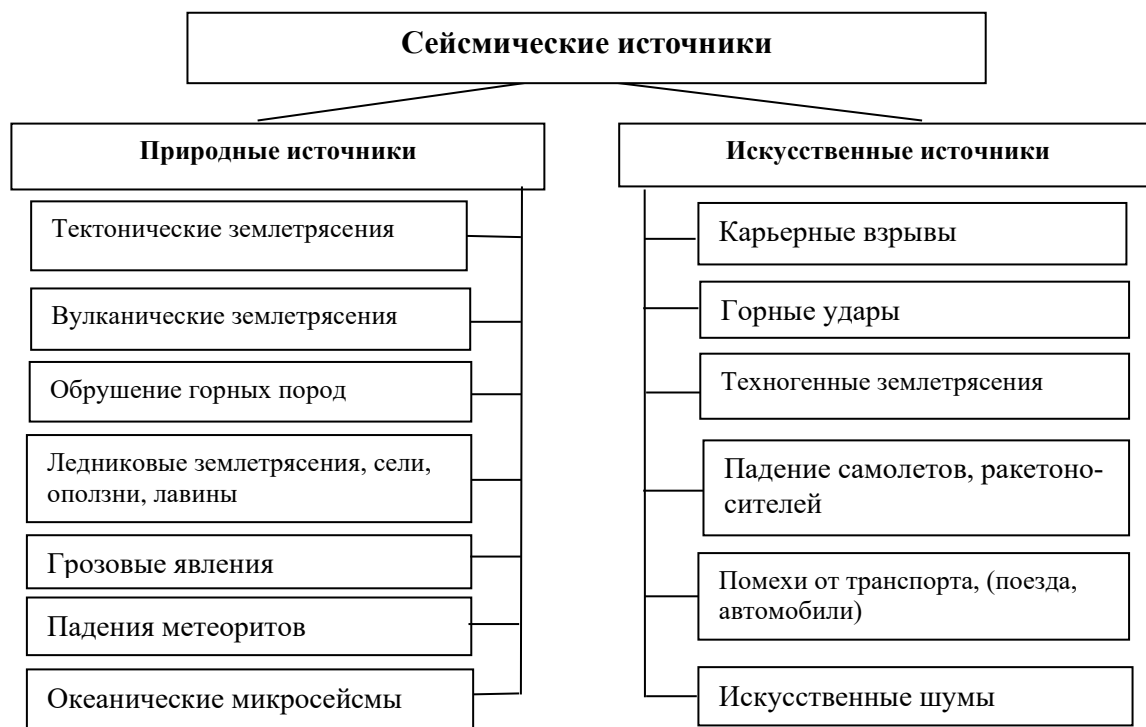 Сейсмические источники
Природные источники
Тектонические землетрясения
Вулканические землетрясения
Обрушение горных пород
Ледниковые землетрясения, сели,
оползни, лавины
Грозовые явления
Падения метеоритов
Океанические микросейсмы
Искусственные источники
Карьерные взрывы
Горные удары
Техногенные землетрясения
Падение самолетов, ракетоно-
сителей
Помехи от транспорта, (поезда,
автомобили)
Искусственные шумы